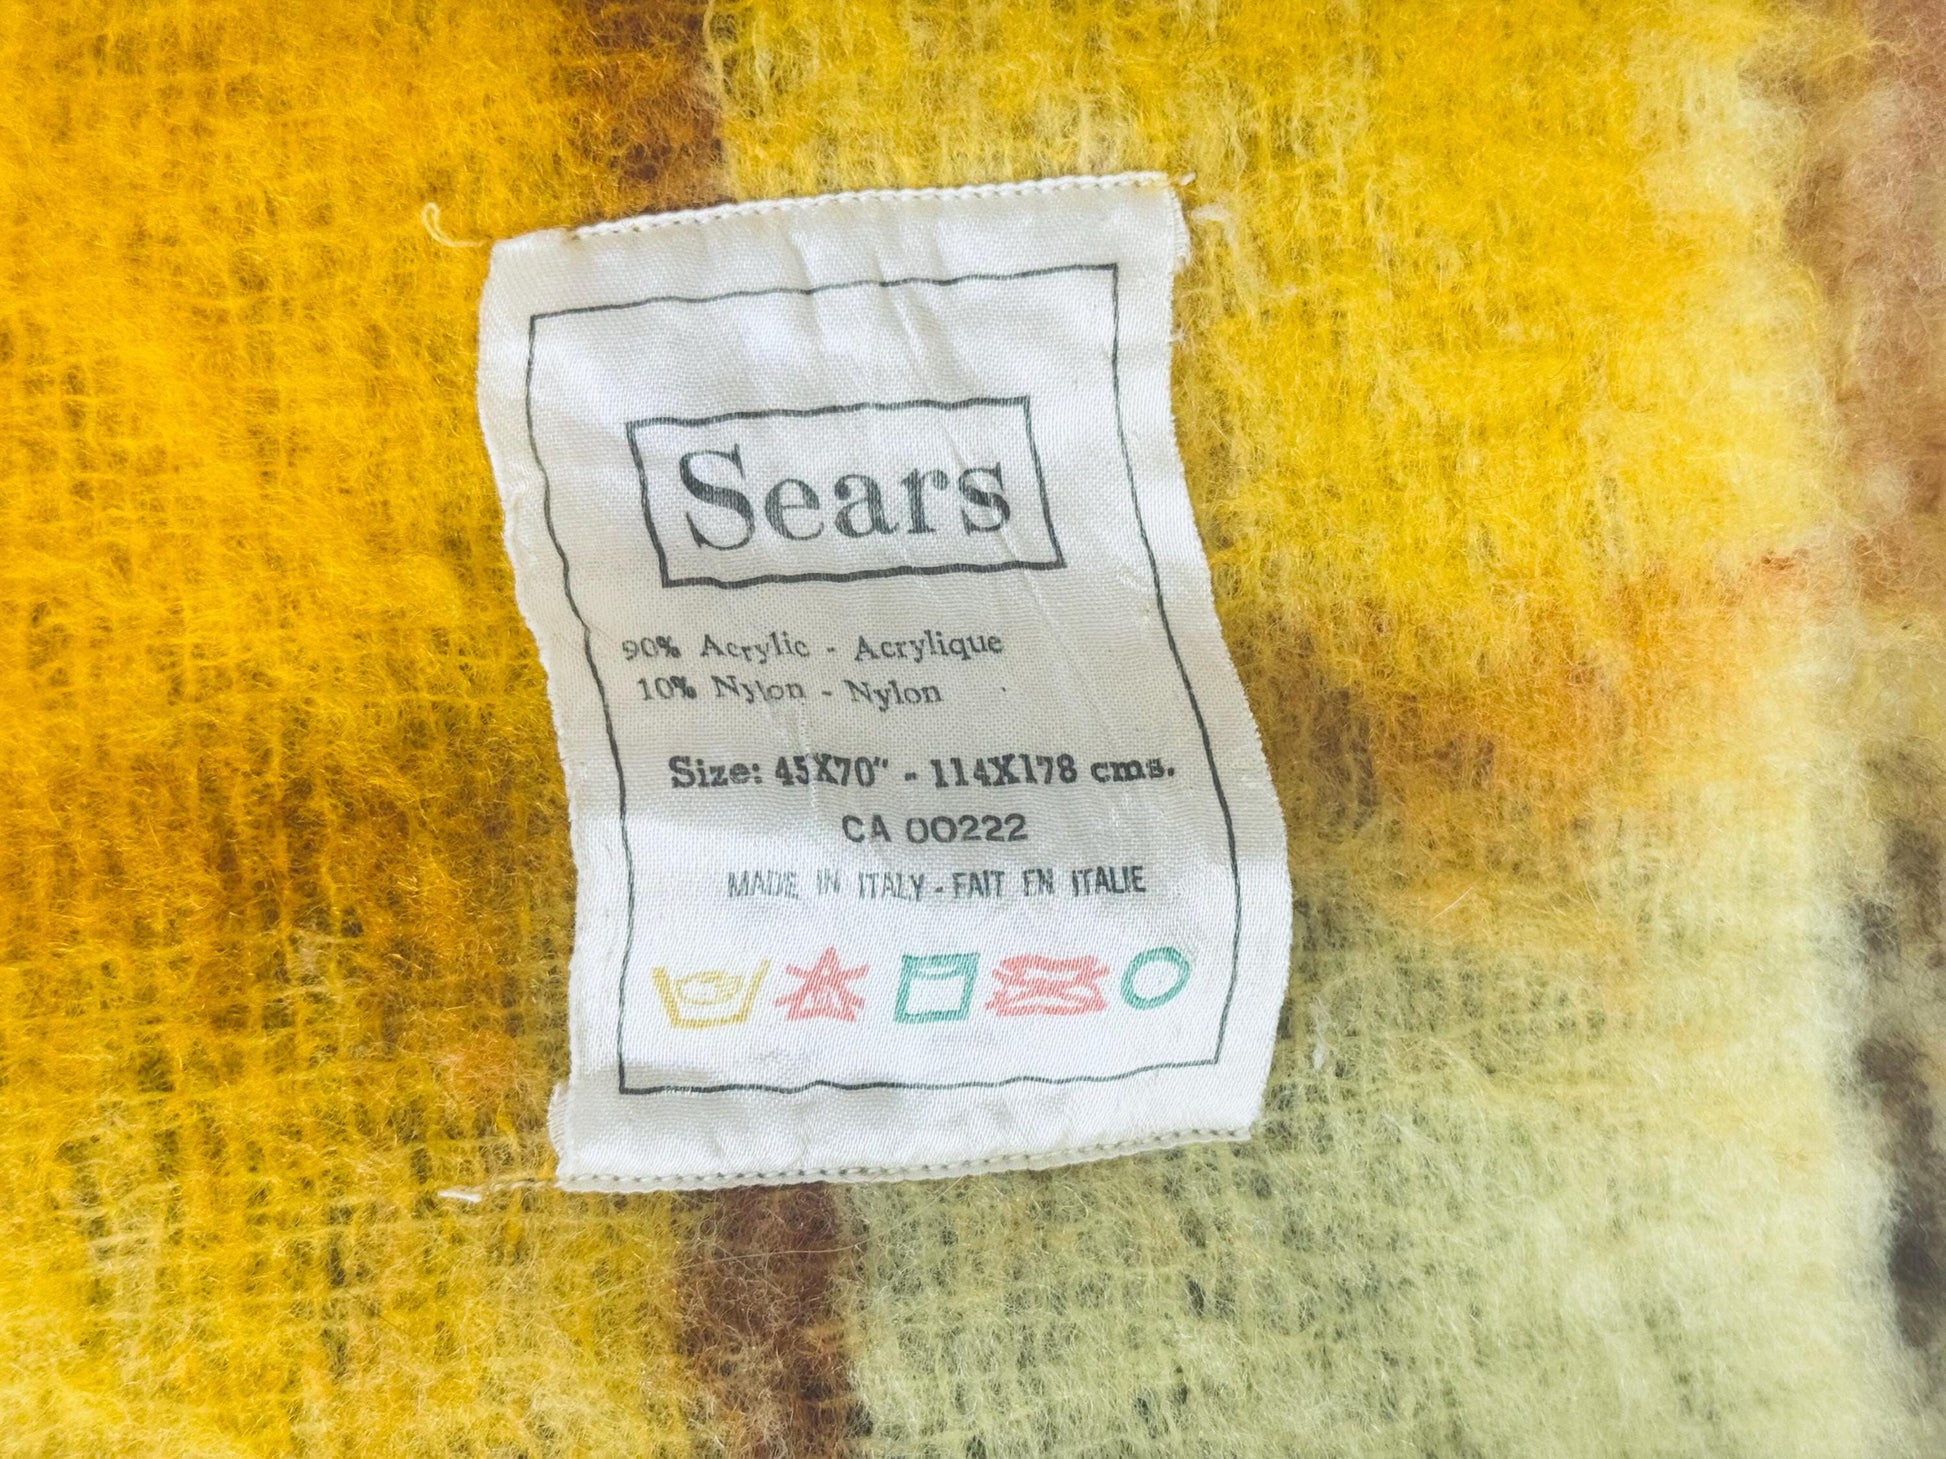 Sears
90% Acrylic - Acrylique
10% Nylon - Nylon
Size: 45X70" - 114X178 cms.
CA 00222
MADE IN ITALY - FAIT EN ITALIE